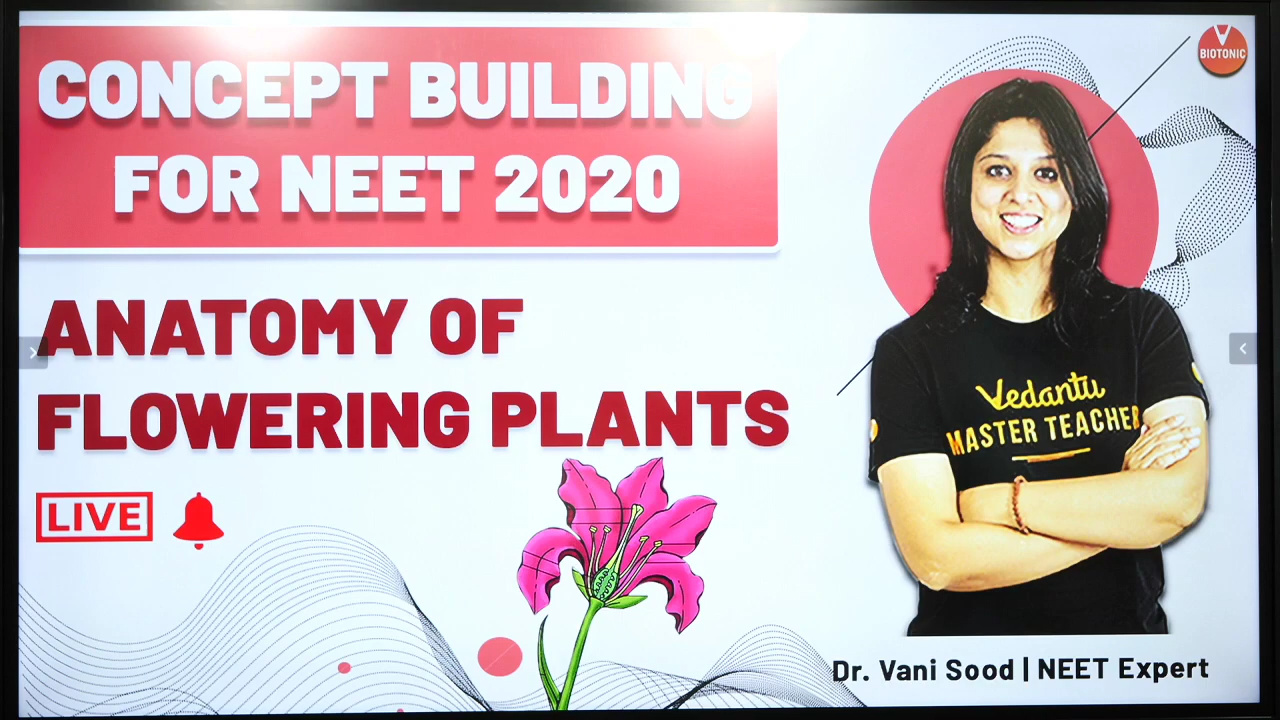 CONCEPT BUILDING
FOR NEET 2020
ANATOMY OF
FLOWERING PLANTS
LIVE
V
BIOTONIC
Vedantu
MASTER TEACHER
Dr. Vani Sood | NEET Expert